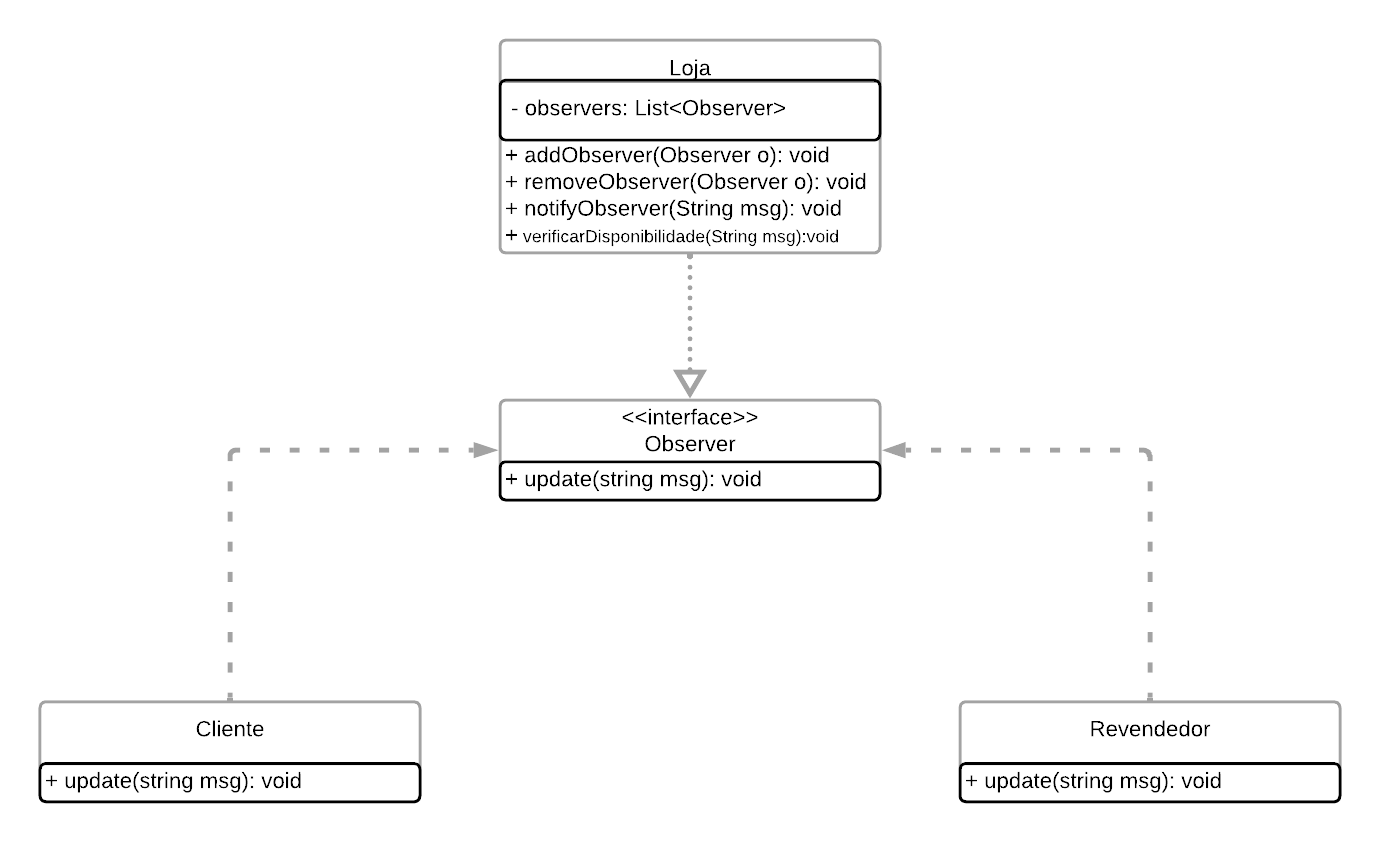 Loja
- observers: List<Observer>
+ addObserver(Observer o): void
+ removeObserver(Observer o): void
+ notifyObserver(String msg): void
+ verificarDisponibilidade(String msg):void
<<interface>>
Observer
+ update(string msg): void
Cliente
+ update(string msg): void
Revendedor
+ update(string msg): void